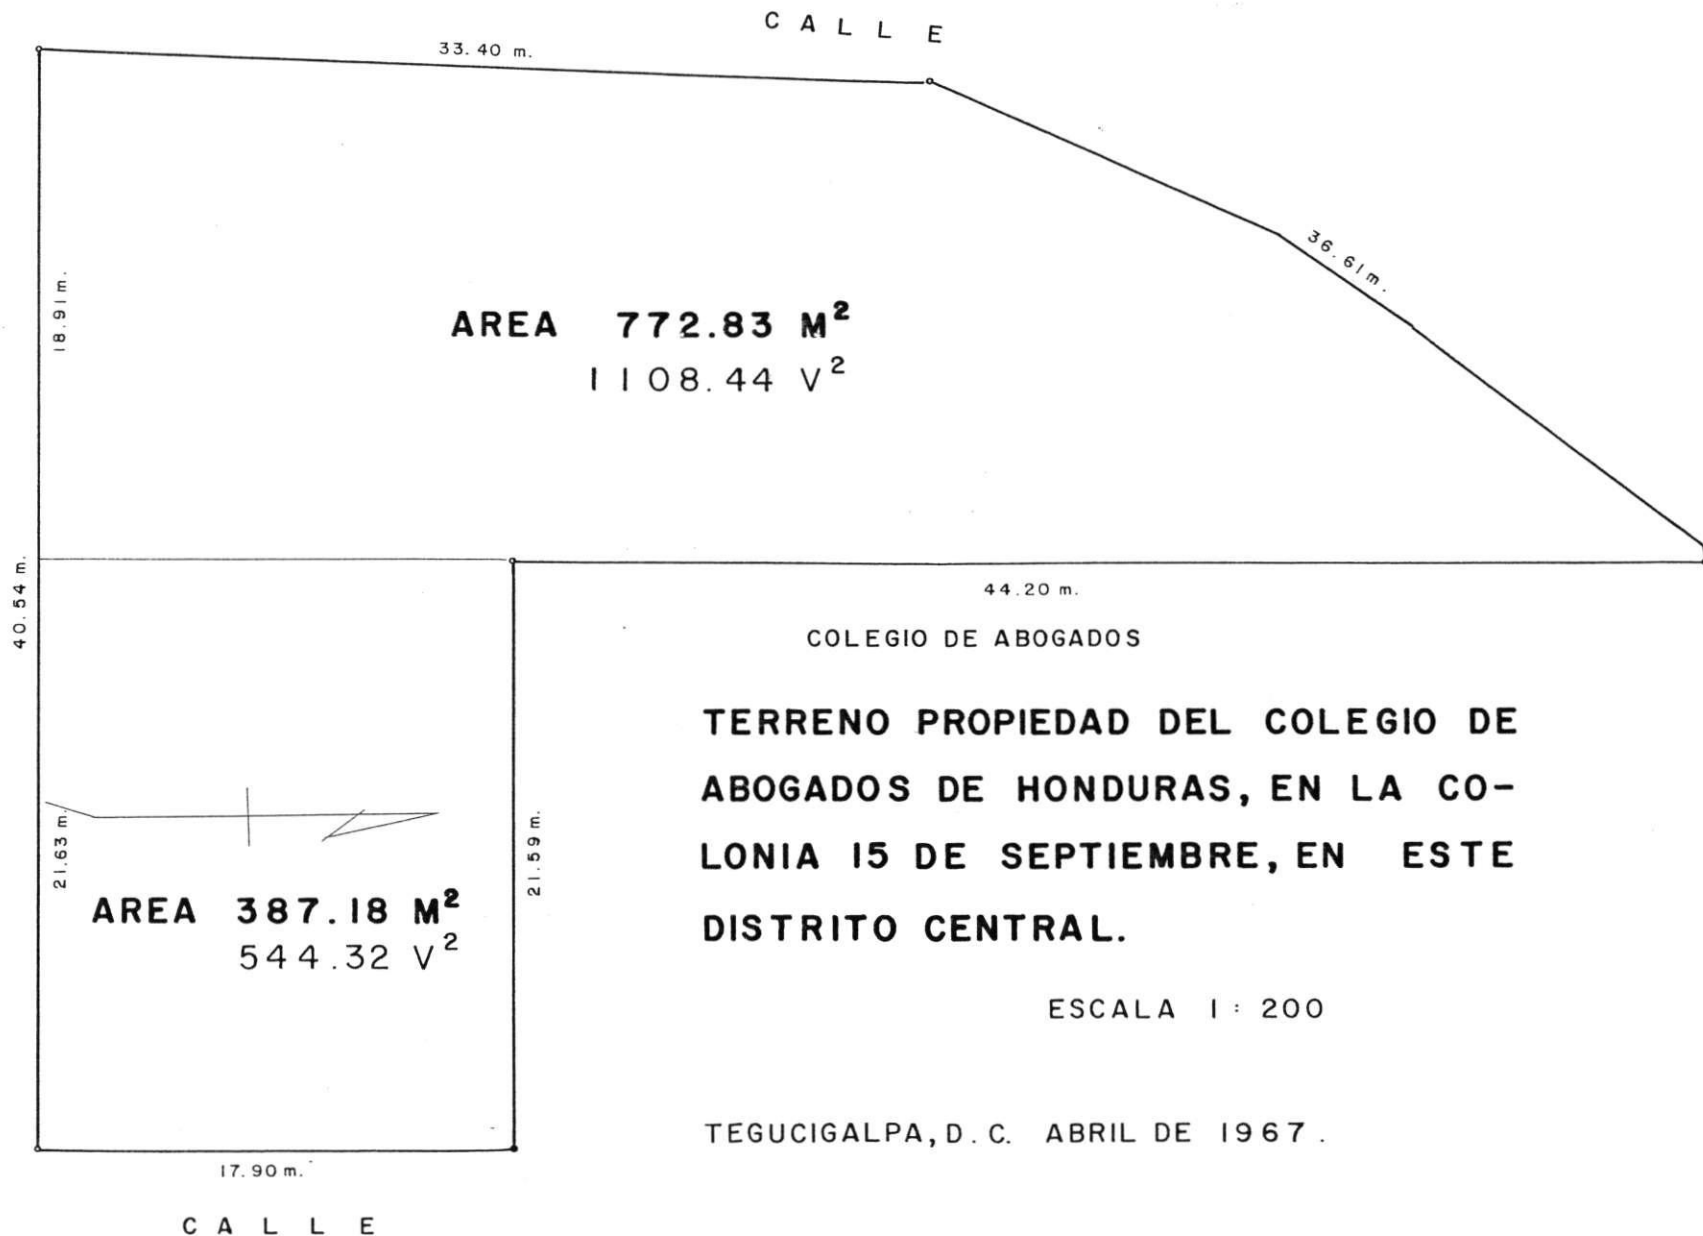 CALLE
33.40 m.
36.61 m.
18.91 m.
AREA 772.83 M²
1108.44 V²
40.54 m.
44.20 m.
COLEGIO DE ABOGADOS
TERRENO PROPIEDAD DEL COLEGIO DE
ABOGADOS DE HONDURAS, EN LA CO-
LONIA 15 DE SEPTIEMBRE, EN ESTE
DISTRITO CENTRAL.
21.63 m.
21.59 m.
AREA 387.18 M²
544.32 V²
ESCALA 1:200
TEGUCIGALPA, D.C. ABRIL DE 1967.
17.90 m.
CALLE